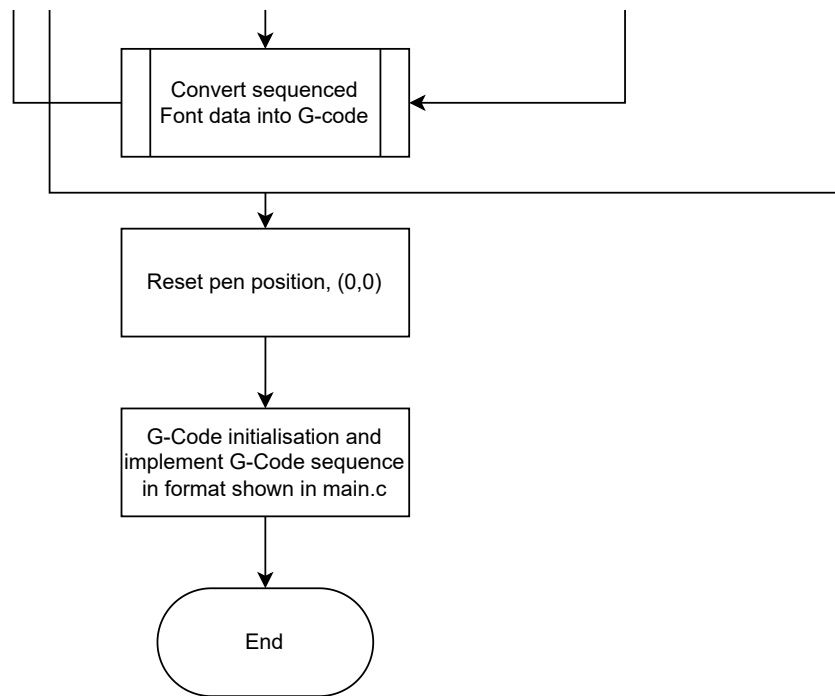 Convert sequenced
Font data into G-code
Reset pen position, (0,0)
G-Code initialisation and
implement G-Code sequence
in format shown in main.c
End